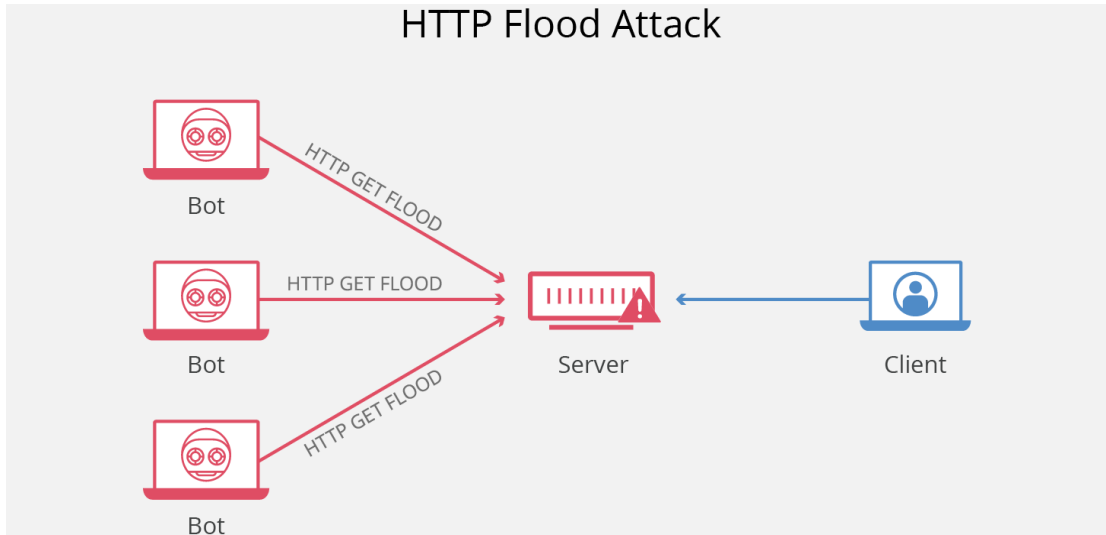 HTTP Flood Attack
HTTP GET FLOOD
Bot
HTTP GET FLOOD
Bot
Server
Client
HTTP GET FLOOD
Bot